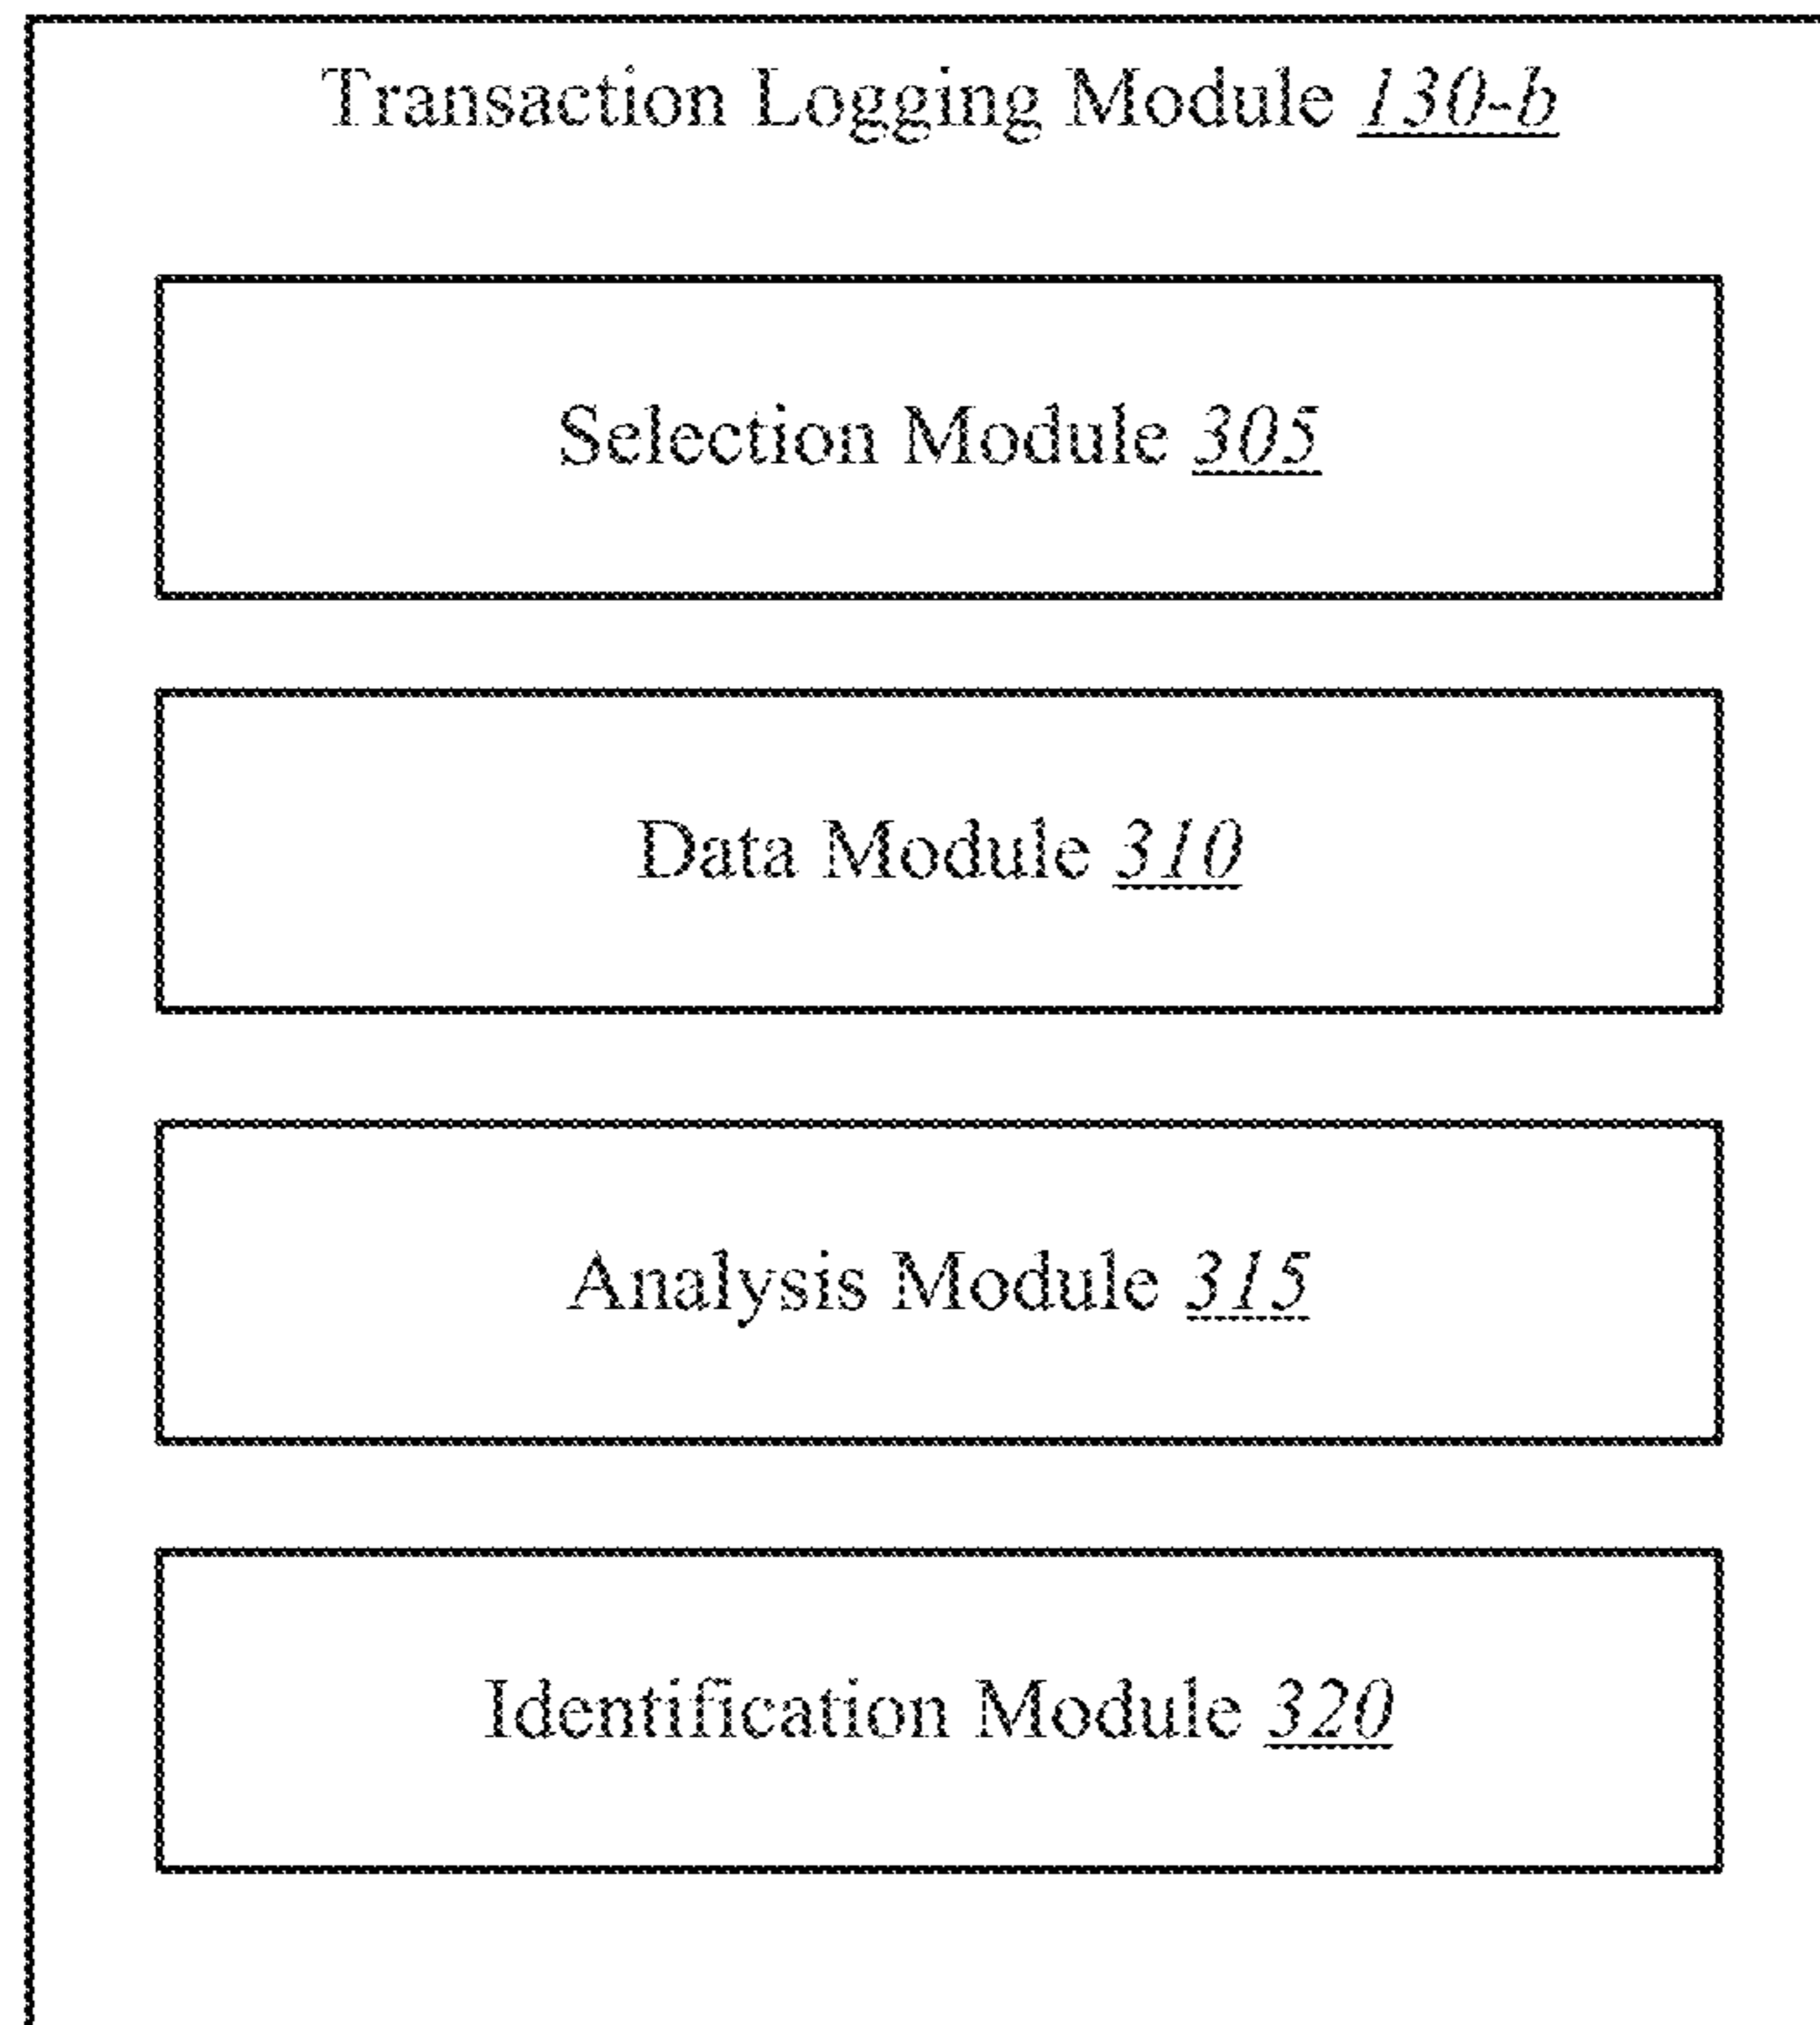 Transaction Logging Module 130-b
Selection Module 305
Data Module 310
Analysis Module 315
Identification Module 320